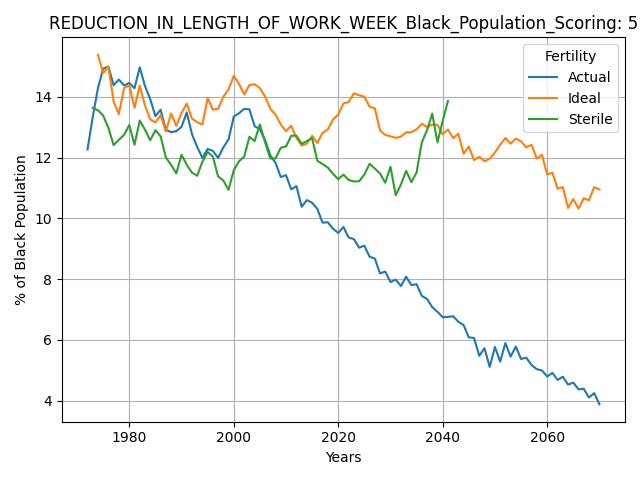 REDUCTION_IN_LENGTH_OF_WORK_WEEK_Black_Population_Scoring: 5
Fertility
Actual
Ideal
Sterile
% of Black Population
14
12
10
8
6
4
1980
2000
2020
2040
2060
Years